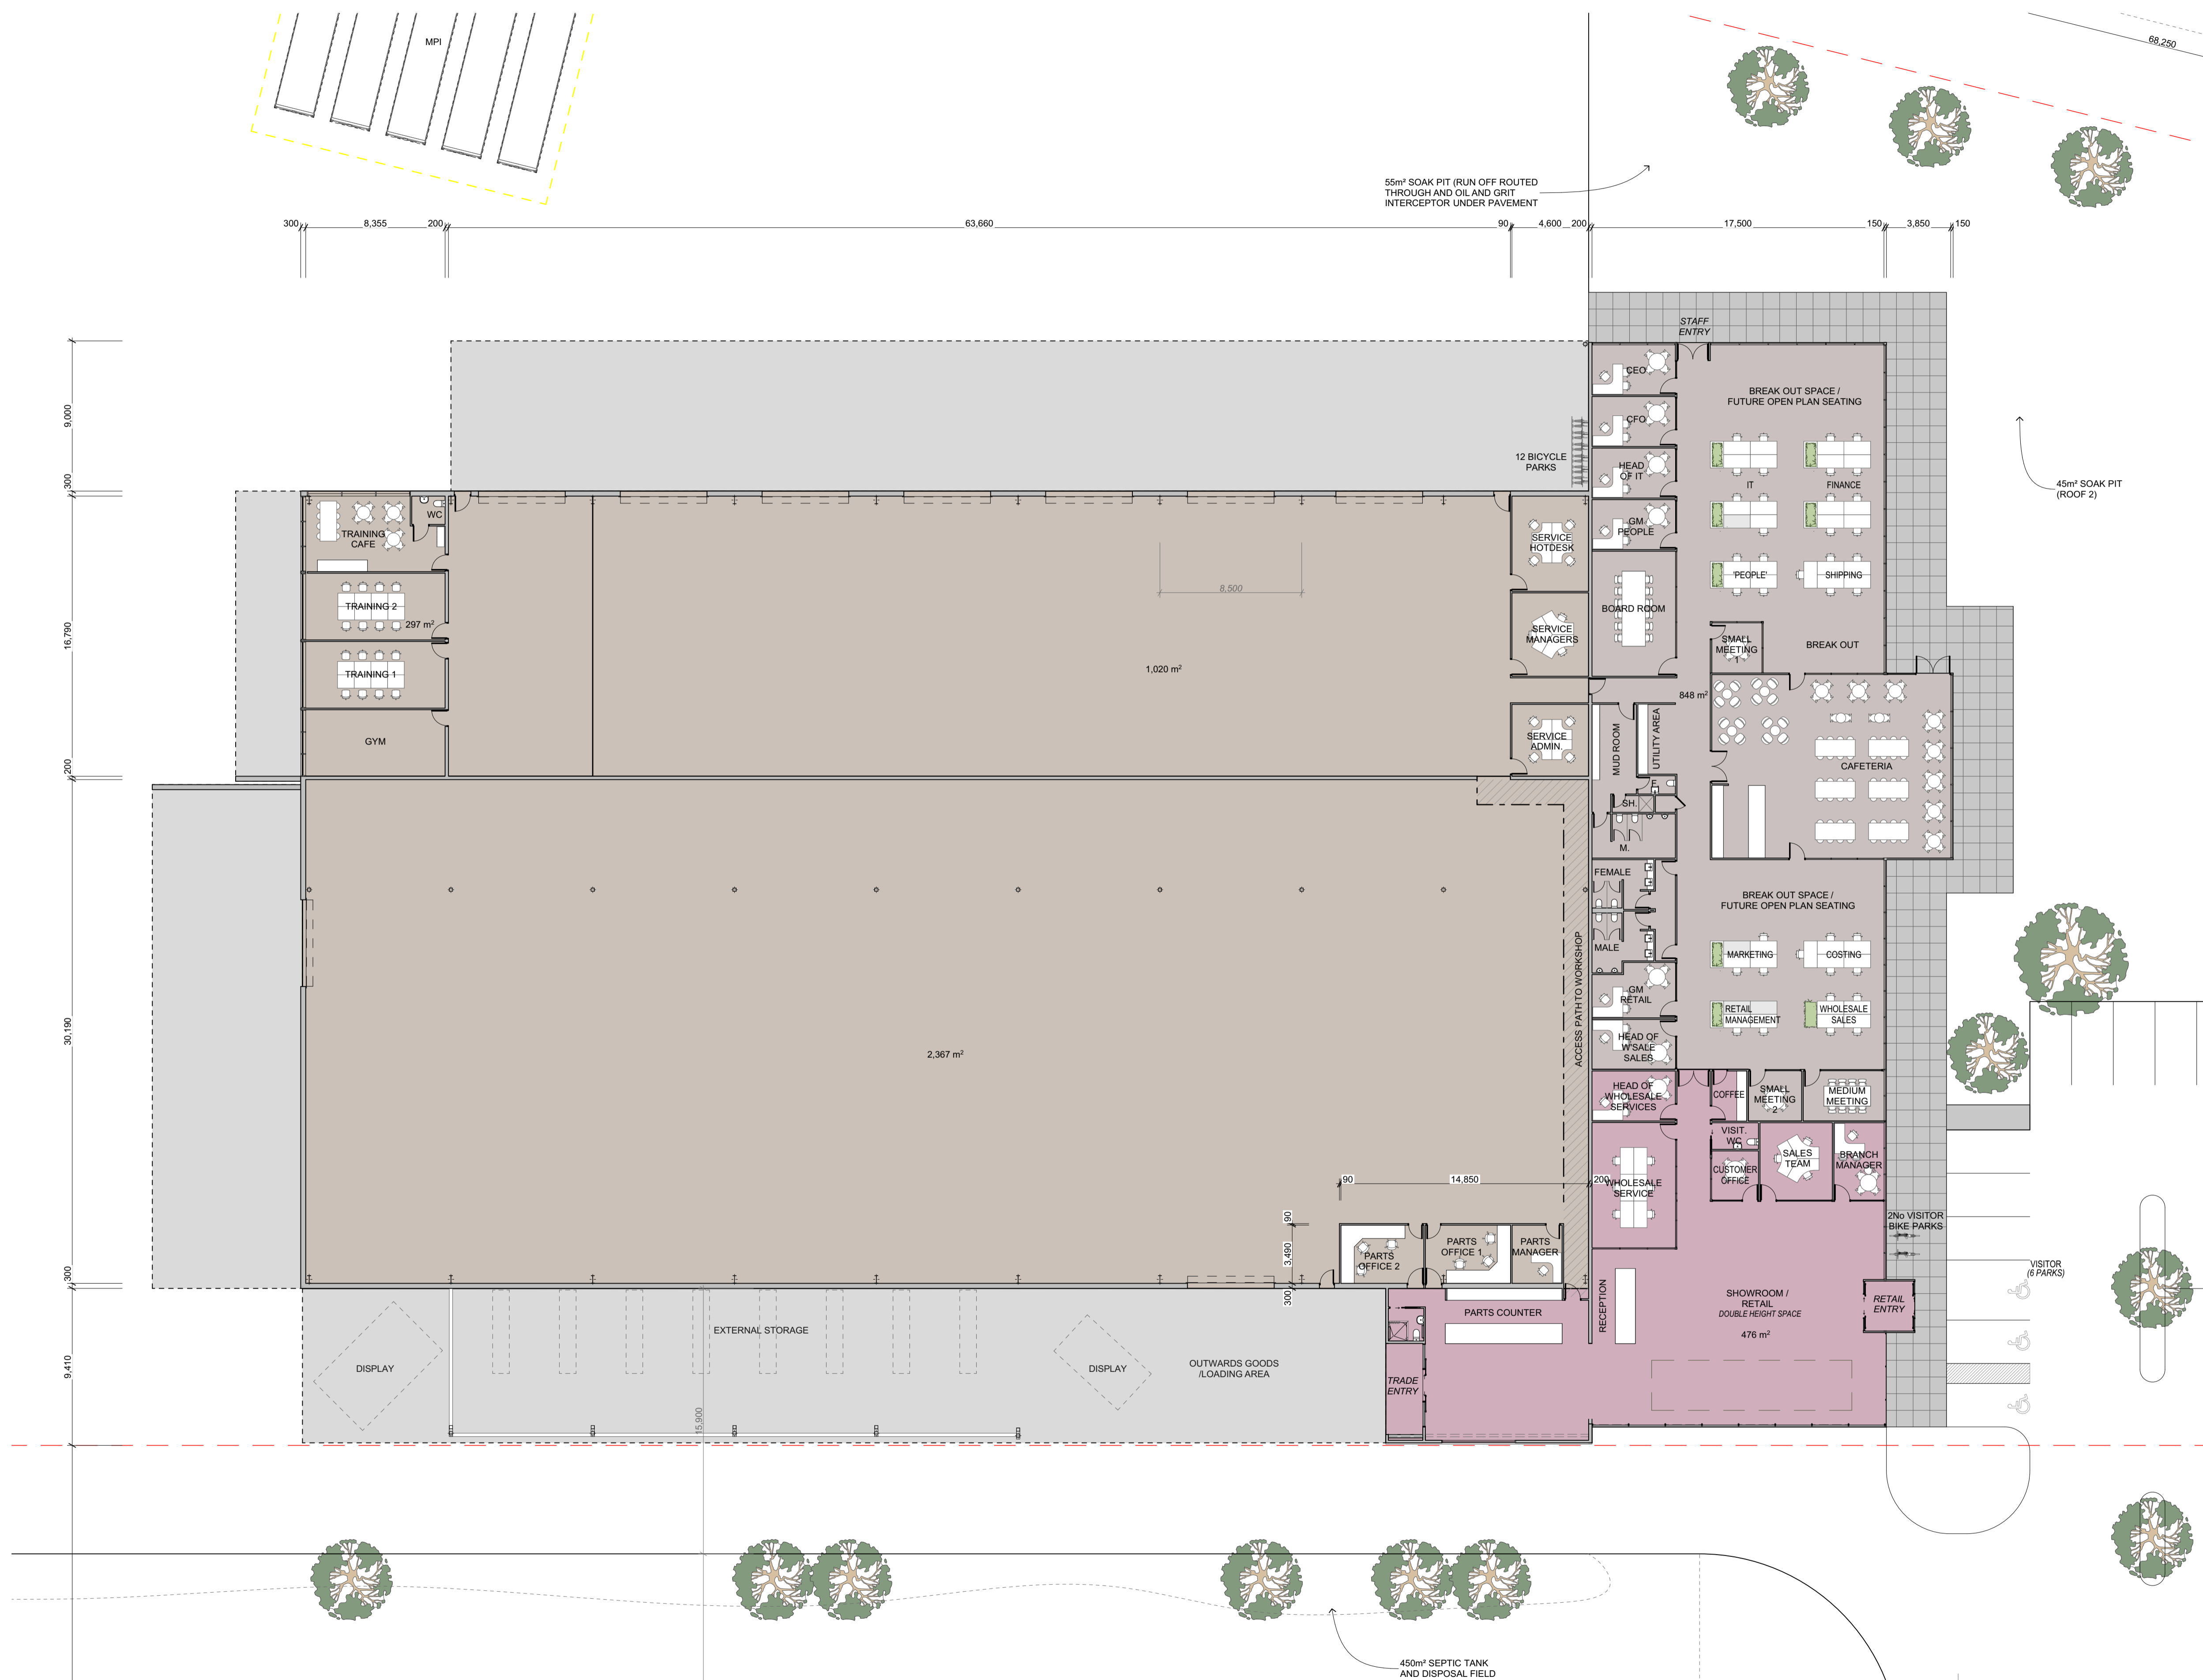 MPI
68,250
55m² SOAK PIT (RUN OFF ROUTED
THROUGH AND OIL AND GRIT
INTERCEPTOR UNDER PAVEMENT
300
8,355
200
63,660
90
4,600
200
17,500
150
3,850
150
STAFF
ENTRY
9,000
300
16,790
200
30,190
300
9,410
CEO
CFO
HEAD
OF IT
GM
PEOPLE
BOARD ROOM
BREAK OUT SPACE /
FUTURE OPEN PLAN SEATING
IT
FINANCE
'PEOPLE'
SHIPPING
SMALL
MEETING
1
BREAK OUT
12 BICYCLE
PARKS
45m² SOAK PIT
(ROOF 2)
WC
TRAINING
CAFE
TRAINING 2
297 m²
TRAINING 1
GYM
8,500
1,020 m²
SERVICE
HOTDESK
SERVICE
MANAGERS
SERVICE
ADMIN.
848 m²
MUD ROOM
UTILITY AREA
CAFETERIA
F.
SH.
M.
FEMALE
MALE
BREAK OUT SPACE /
FUTURE OPEN PLAN SEATING
MARKETING
COSTING
RETAIL
MANAGEMENT
WHOLESALE
SALES
GM
RETAIL
HEAD OF
W'SALE
SALES
ACCESS PATH TO WORKSHOP
2,367 m²
HEAD OF
WHOLESALE
SERVICES
COFFEE
SMALL
MEETING
2
MEDIUM
MEETING
VISIT.
WC
CUSTOMER
OFFICE
SALES
TEAM
BRANCH
MANAGER
WHOLESALE
SERVICE
90
14,850
200
90
3,490
300
PARTS
OFFICE 2
PARTS
OFFICE 1
PARTS
MANAGER
2No VISITOR
BIKE PARKS
VISITOR
(6 PARKS)
RECEPTION
SHOWROOM /
RETAIL
DOUBLE HEIGHT SPACE
476 m²
RETAIL
ENTRY
PARTS COUNTER
TRADE
ENTRY
EXTERNAL STORAGE
DISPLAY
DISPLAY
OUTWARDS GOODS
/LOADING AREA
15,900
450m² SEPTIC TANK
AND DISPOSAL FIELD